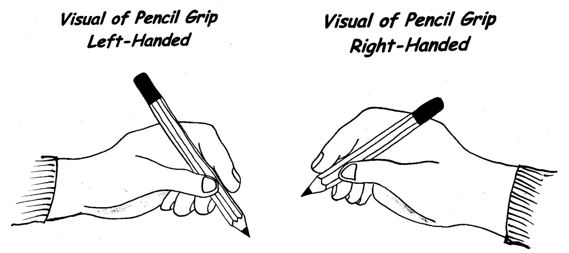 Visual of Pencil Grip
Left-Handed
Visual of Pencil Grip
Right-Handed